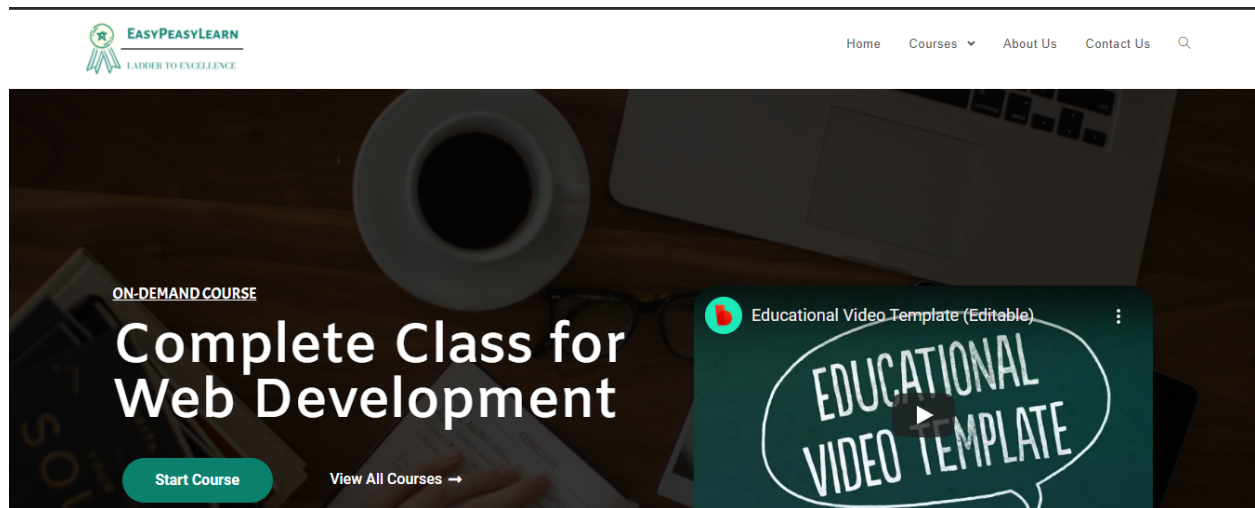 EASYPEASYLEARN
LADDER TO EXCELLENCE
Home Courses About Us Contact Us
ON-DEMAND COURSE
Complete Class for
Web Development
Start Course
View All Courses →
Educational Video Template (Editable)
EDUCATIONAL
VIDEO TEMPLATE
SO